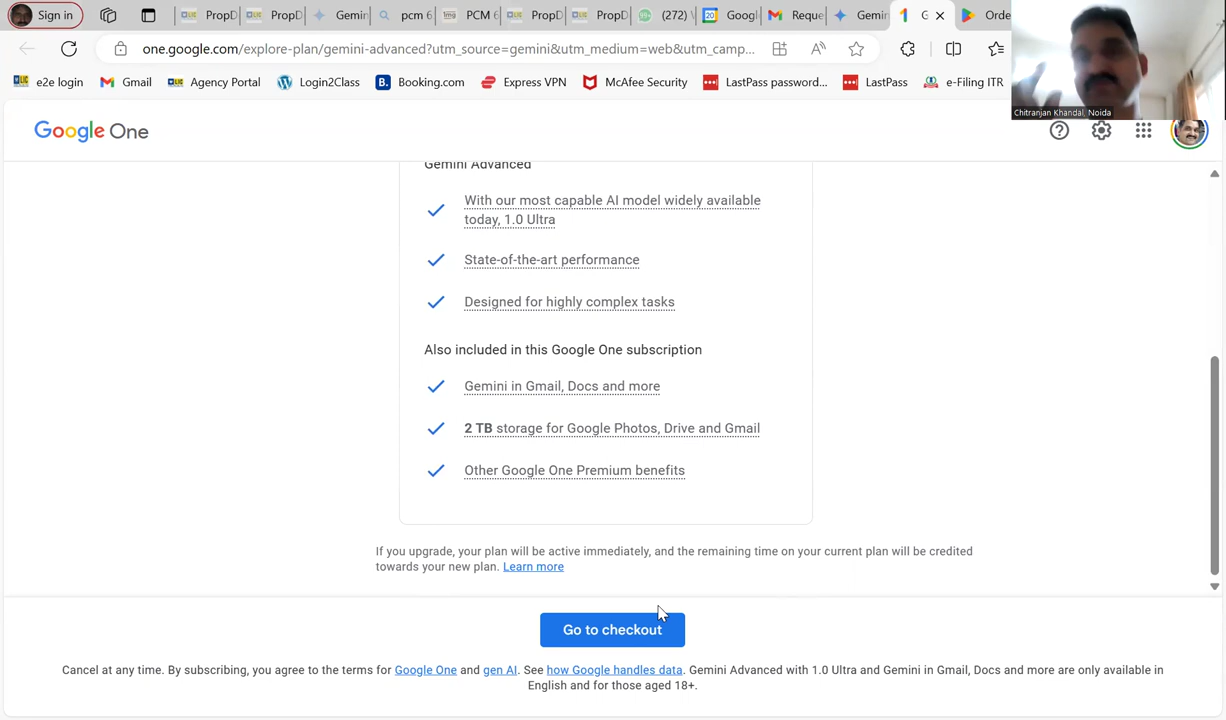 Sign in
PropD
PropD
Gemin
pcm 6
PCM 6
PropD
PropD
(272)
Googl
Reque
Gemin
G
Orde
one.google.com/explore-plan/gemini-advanced?utm_source=gemini&utm_medium=web&utm_camp...
e2e login
Gmail
Agency Portal
Login2Class
Booking.com
Express VPN
McAfee Security
LastPass password...
LastPass
e-Filing ITR
Chitranjan Khandal, Noida
Google One
Gemini Advanced
With our most capable AI model widely available
today, 1.0 Ultra
State-of-the-art performance
Designed for highly complex tasks
Also included in this Google One subscription
Gemini in Gmail, Docs and more
2 TB storage for Google Photos, Drive and Gmail
Other Google One Premium benefits
If you upgrade, your plan will be active immediately, and the remaining time on your current plan will be credited
towards your new plan. Learn more
Go to checkout
Cancel at any time. By subscribing, you agree to the terms for Google One and gen AI. See how Google handles data. Gemini Advanced with 1.0 Ultra and Gemini in Gmail, Docs and more are only available in
English and for those aged 18+.